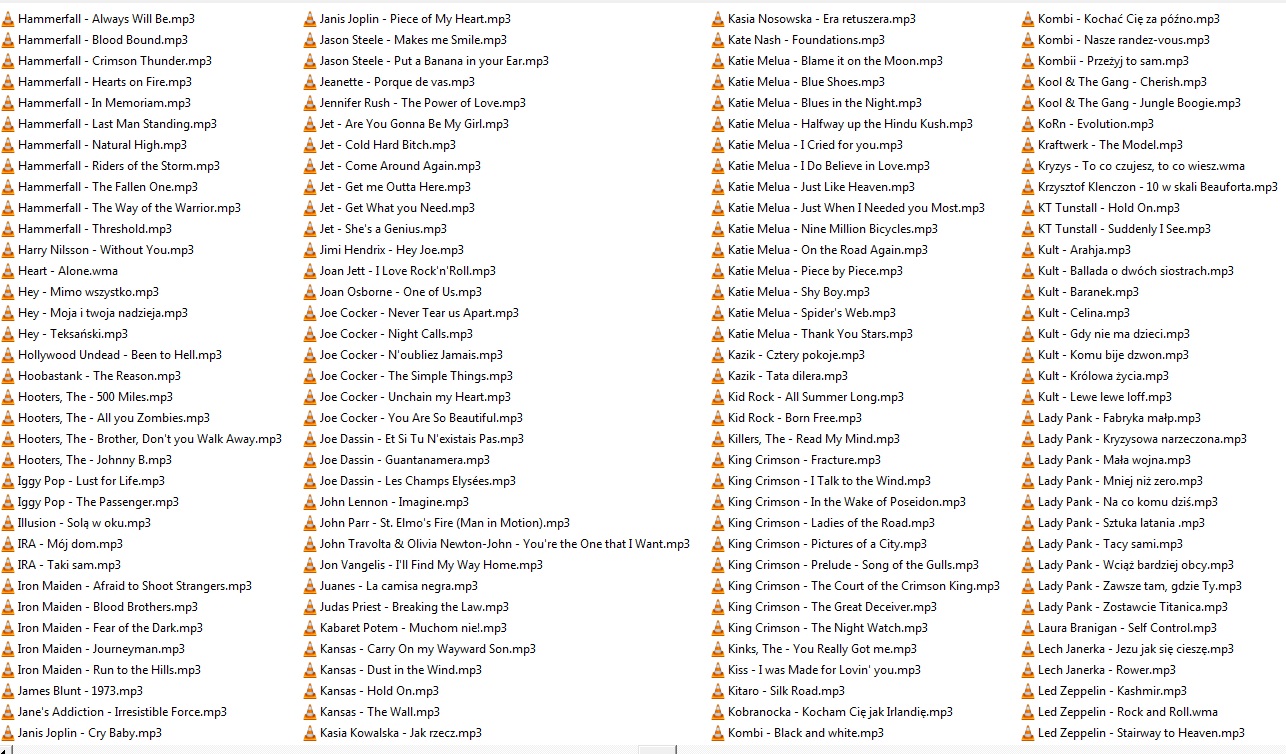 Hammerfall - Always Will Be.mp3
Hammerfall - Blood Bound.mp3
Hammerfall - Crimson Thunder.mp3
Hammerfall - Hearts on Fire.mp3
Hammerfall - In Memoriam.mp3
Hammerfall - Last Man Standing.mp3
Hammerfall - Natural High.mp3
Hammerfall - Riders of the Storm.mp3
Hammerfall - The Fallen One.mp3
Hammerfall - The Way of the Warrior.mp3
Hammerfall - Threshold.mp3
Harry Nilsson - Without You.mp3
Heart - Alone.wma
Hey - Mimo wszystko.mp3
Hey - Moja i twoja nadzieja.mp3
Hey - Teksański.mp3
Hollywood Undead - Been to Hell.mp3
Hoobastank - The Reason.mp3
Hooters, The - 500 Miles.mp3
Hooters, The - All you Zombies.mp3
Hooters, The - Brother, Don't you Walk Away.mp3
Hooters, The - Johnny B.mp3
Iggy Pop - Lust for Life.mp3
Iggy Pop - The Passenger.mp3
Illusion - Solą w oku.mp3
IRA - Mój dom.mp3
IRA - Taki sam.mp3
Iron Maiden - Afraid to Shoot Strangers.mp3
Iron Maiden - Blood Brothers.mp3
Iron Maiden - Fear of the Dark.mp3
Iron Maiden - Journeyman.mp3
Iron Maiden - Run to the Hills.mp3
James Blunt - 1973.mp3
Jane's Addiction - Irresistible Force.mp3
Janis Joplin - Cry Baby.mp3
Janis Joplin - Piece of My Heart.mp3
Jason Steele - Makes me Smile.mp3
Jason Steele - Put a Banana in your Ear.mp3
Jeanette - Porque de vas.mp3
Jennifer Rush - The Power of Love.mp3
Jet - Are You Gonna Be My Girl.mp3
Jet - Cold Hard Bitch.mp3
Jet - Come Around Again.mp3
Jet - Get me Outta Here.mp3
Jet - Get What you Need.mp3
Jet - She's a Genius.mp3
Jimi Hendrix - Hey Joe.mp3
Joan Jett - I Love Rock'n'Roll.mp3
Joan Osborne - One of Us.mp3
Joe Cocker - Never Tear us Apart.mp3
Joe Cocker - Night Calls.mp3
Joe Cocker - N'oubliez Jamais.mp3
Joe Cocker - The Simple Things.mp3
Joe Cocker - Unchain my Heart.mp3
Joe Cocker - You Are So Beautiful.mp3
Joe Dassin - Et Si Tu N'existais Pas.mp3
Joe Dassin - Guantanamera.mp3
Joe Dassin - Les Champs Elysées.mp3
John Lennon - Imagine.mp3
John Parr - St. Elmo's Fire (Man in Motion).mp3
John Travolta & Olivia Newton-John - You're the One that I Want.mp3
Jon Vangelis - I'll Find My Way Home.mp3
Juanes - La camisa negra.mp3
Judas Priest - Breaking the Law.mp3
Kabaret Potem - Muchom nie!.mp3
Kansas - Carry On my Wayward Son.mp3
Kansas - Dust in the Wind.mp3
Kansas - Hold On.mp3
Kansas - The Wall.mp3
Kasia Kowalska - Jak rzecz.mp3
Kasia Nosowska - Era retuszera.mp3
Kate Nash - Foundations.mp3
Katie Melua - Blame it on the Moon.mp3
Katie Melua - Blue Shoes.mp3
Katie Melua - Blues in the Night.mp3
Katie Melua - Halfway up the Hindu Kush.mp3
Katie Melua - I Cried for you.mp3
Katie Melua - I Do Believe in Love.mp3
Katie Melua - Just Like Heaven.mp3
Katie Melua - Just When I Needed you Most.mp3
Katie Melua - Nine Million Bicycles.mp3
Katie Melua - On the Road Again.mp3
Katie Melua - Piece by Piece.mp3
Katie Melua - Shy Boy.mp3
Katie Melua - Spider's Web.mp3
Katie Melua - Thank You Stars.mp3
Kazik - Cztery pokoje.mp3
Kazik - Tata dilera.mp3
Kid Rock - All Summer Long.mp3
Kid Rock - Born Free.mp3
Killers, The - Read My Mind.mp3
King Crimson - Fracture.mp3
King Crimson - I Talk to the Wind.mp3
King Crimson - In the Wake of Poseidon.mp3
King Crimson - Ladies of the Road.mp3
King Crimson - Pictures of a City.mp3
King Crimson - Prelude - Song of the Gulls.mp3
King Crimson - The Court of the Crimson King.mp3
King Crimson - The Great Deceiver.mp3
King Crimson - The Night Watch.mp3
Kinks, The - You Really Got me.mp3
Kiss - I was Made for Lovin' you.mp3
Kitaro - Silk Road.mp3
Kobranocka - Kocham Cię jak Irlandię.mp3
Kombi - Black and white.mp3
Kombi - Kochać Cię za późno.mp3
Kombi - Nasze randez-vous.mp3
Kombii - Przeżyj to sam.mp3
Kool & The Gang - Cherish.mp3
Kool & The Gang - Jungle Boogie.mp3
KoRn - Evolution.mp3
Kraftwerk - The Model.mp3
Kryzys - To co czujesz, to co wiesz.wma
Krzysztof Klenczon - 10 w skali Beauforta.mp3
KT Tunstall - Hold On.mp3
KT Tunstall - Suddenly I See.mp3
Kult - Arahja.mp3
Kult - Ballada o dwóch siostrach.mp3
Kult - Baranek.mp3
Kult - Celina.mp3
Kult - Gdy nie ma dzieci.mp3
Kult - Komu bije dzwon.mp3
Kult - Królowa życia.mp3
Kult - Lewe lewe loff.mp3
Lady Pank - Fabryka małp.mp3
Lady Pank - Kryzysowa narzeczona.mp3
Lady Pank - Mała wojna.mp3
Lady Pank - Mniej niż zero.mp3
Lady Pank - Na co komu dziś.mp3
Lady Pank - Sztuka latania .mp3
Lady Pank - Tacy sami.mp3
Lady Pank - Wciąż bardziej obcy.mp3
Lady Pank - Zawsze tam, gdzie Ty.mp3
Lady Pank - Zostawcie Titanica.mp3
Laura Branigan - Self Control.mp3
Lech Janerka - Jezu jak się cieszę.mp3
Lech Janerka - Rower.mp3
Led Zeppelin - Kashmir.mp3
Led Zeppelin - Rock and Roll.wma
Led Zeppelin - Stairway to Heaven.mp3